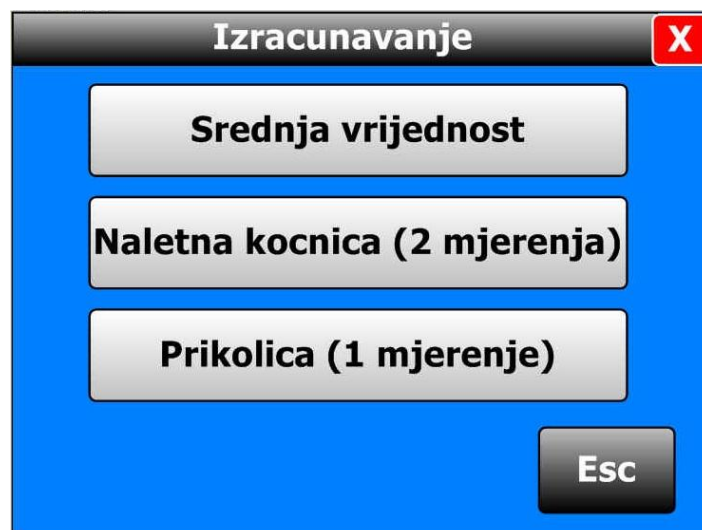 Izracunavanje
X
Srednja vrijednost
Naletna kocnica (2 mjerenja)
Prikolica (1 mjerenje)
Esc